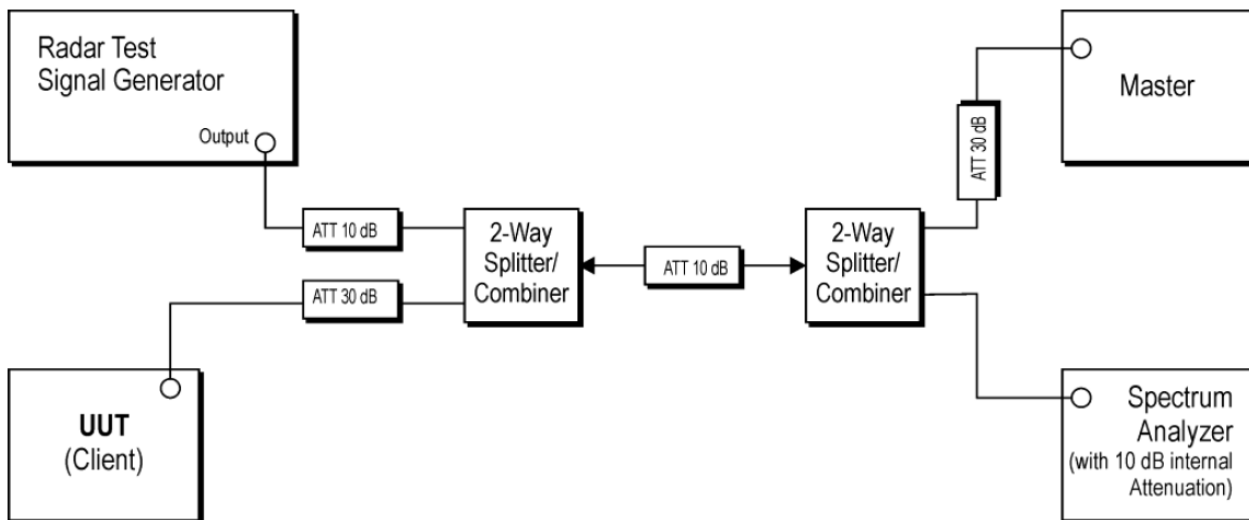 Radar Test
Signal Generator
Output
Master
ATT 30 dB
ATT 10 dB
2-Way
Splitter/
Combiner
ATT 10 dB
2-Way
Splitter/
Combiner
ATT 30 dB
UUT
(Client)
Spectrum
Analyzer
(with 10 dB internal
Attenuation)